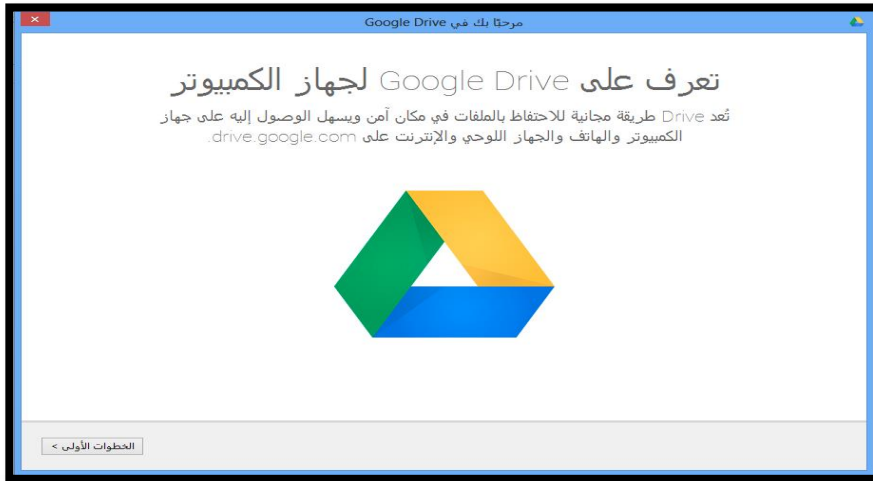 مرحبًا بك في Google Drive
تعرف على Google Drive لجهاز الكمبيوتر
تُعد Drive طريقة مجانية للاحتفاظ بالملفات في مكان آمن ويسهل الوصول إليه على جهاز
الكمبيوتر والهاتف والجهاز اللوحي والإنترنت على drive.google.com.
الخطوات الأولى >